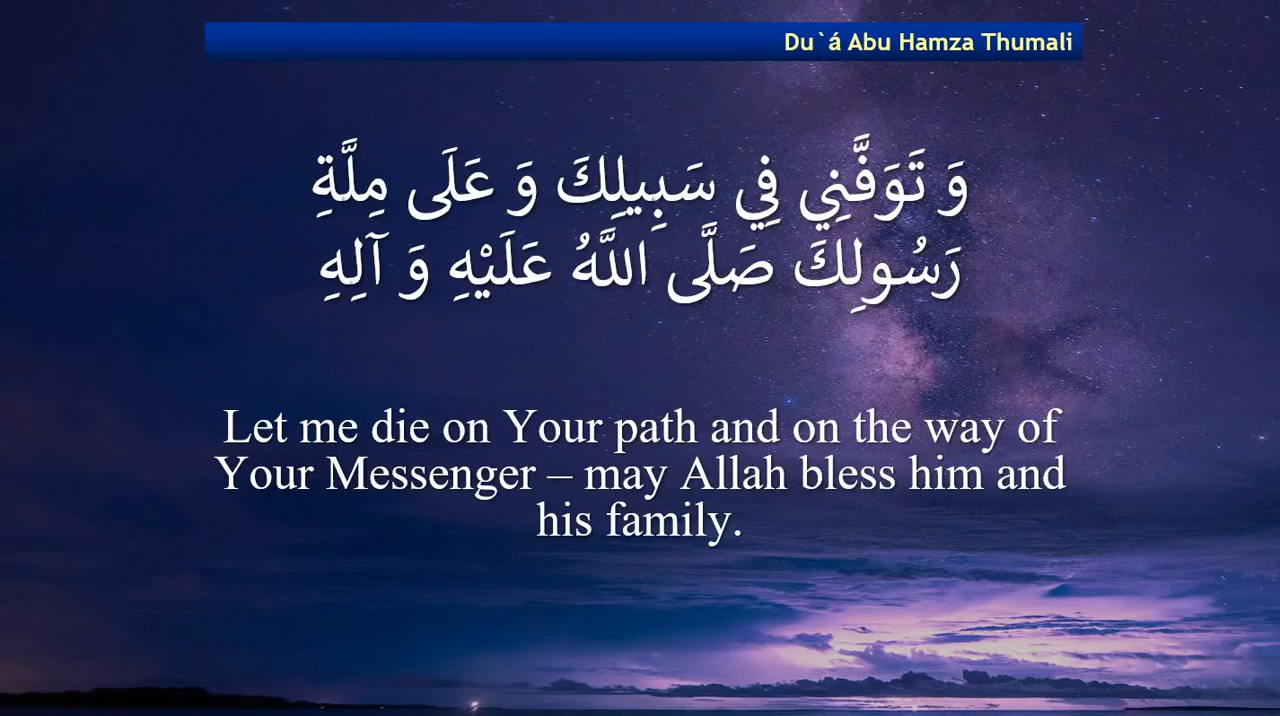 Du`á Abu Hamza Thumali
وَ تَوَفَّنِي فِي سَبِيلِكَ وَ عَلَى مِلَّةِ
رَسُولِكَ صَلَّى اللَّهُ عَلَيْهِ وَ آلِهِ
Let me die on Your path and on the way of
Your Messenger – may Allah bless him and
his family.